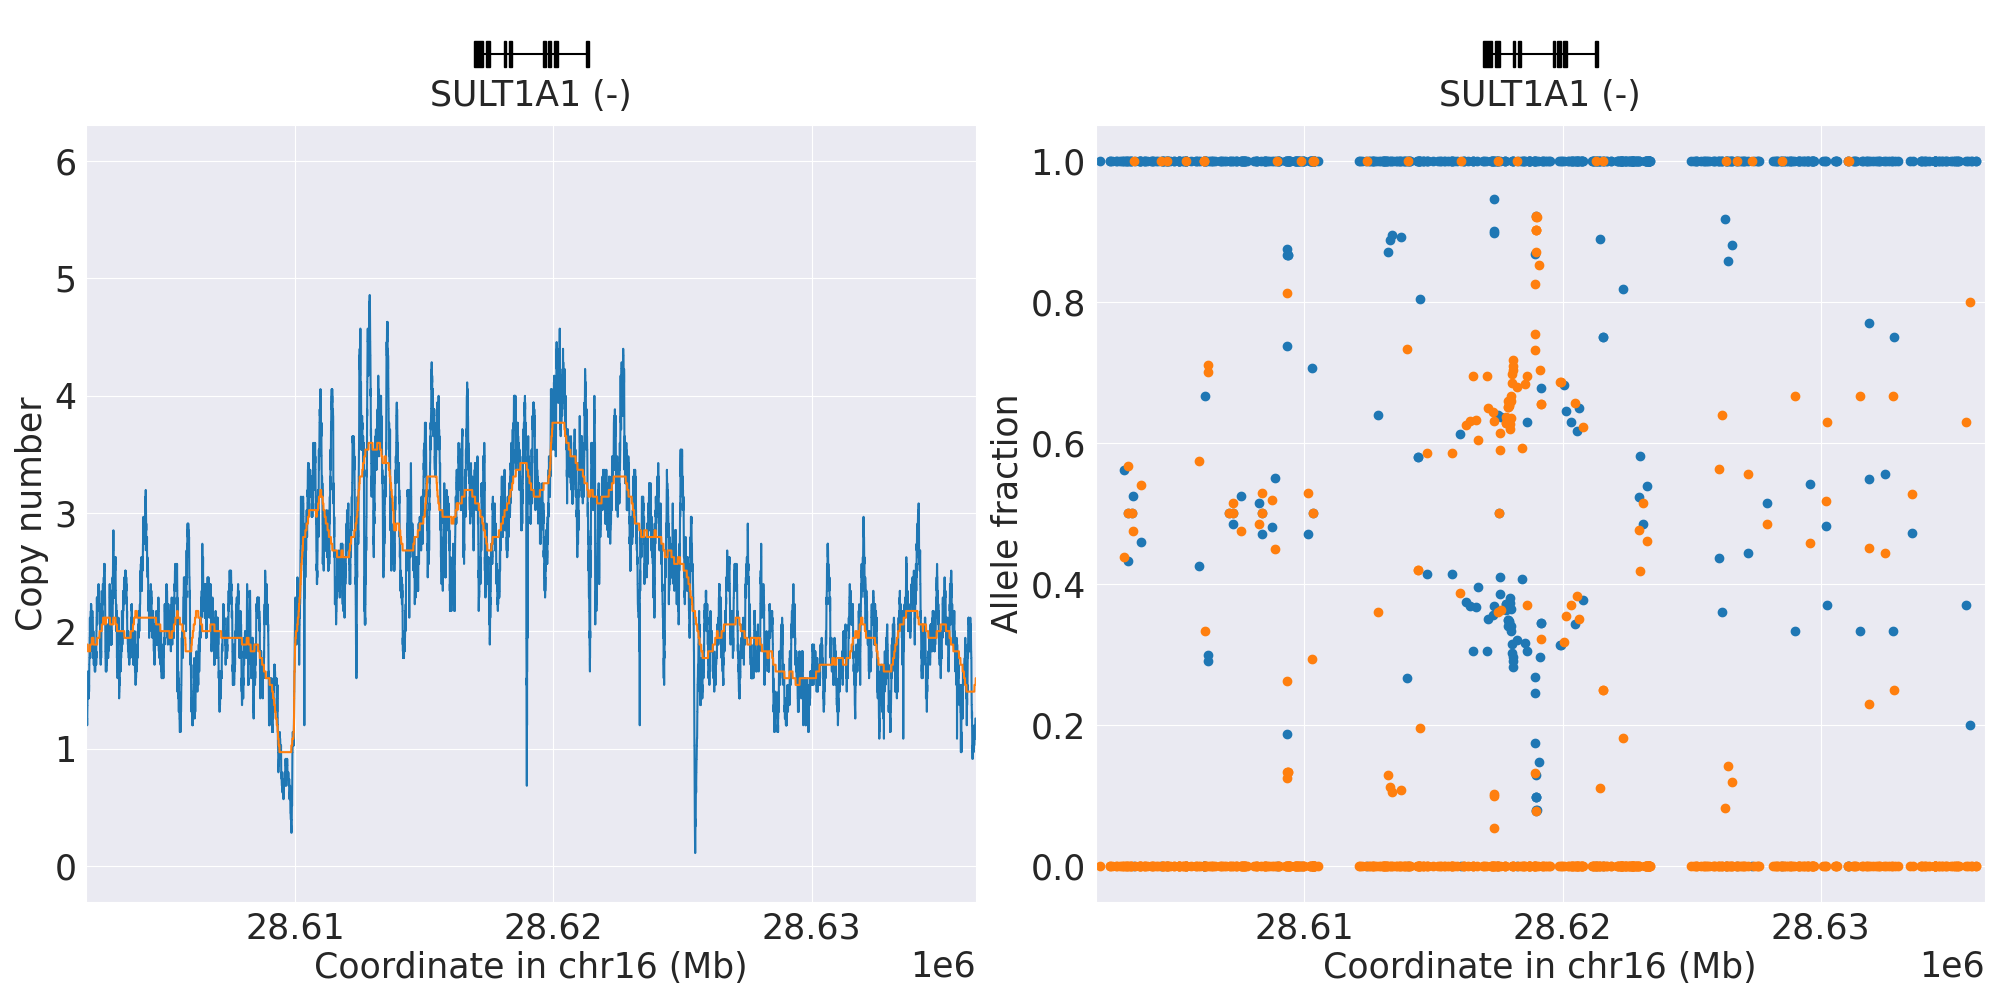 SULT1A1 (-)
Copy number
6
5
4
3
2
1
0
28.61
28.62
28.63
Coordinate in chr16 (Mb)
1e6
SULT1A1 (-)
Allele fraction
1.0
0.8
0.6
0.4
0.2
0.0
28.61
28.62
28.63
Coordinate in chr16 (Mb)
1e6